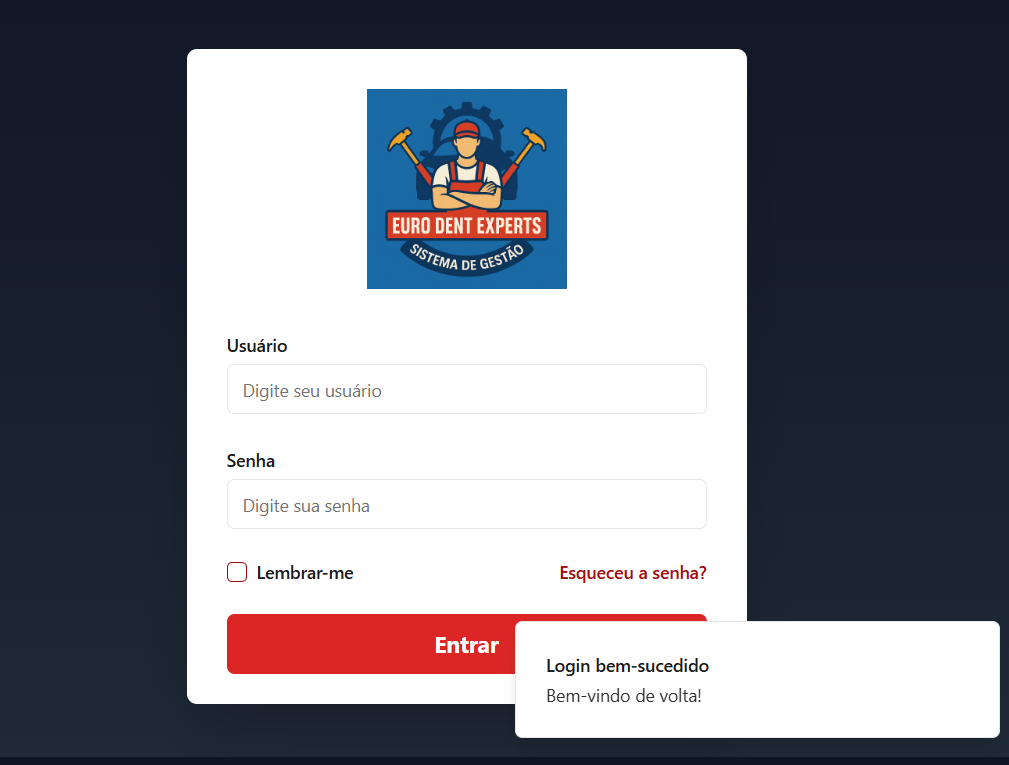 EURO DENT EXPERTS
SISTEMA DE GESTÃO
Usuário
Digite seu usuário
Senha
Digite sua senha
Lembrar-me
Esqueceu a senha?
Entrar
Login bem-sucedido
Bem-vindo de volta!